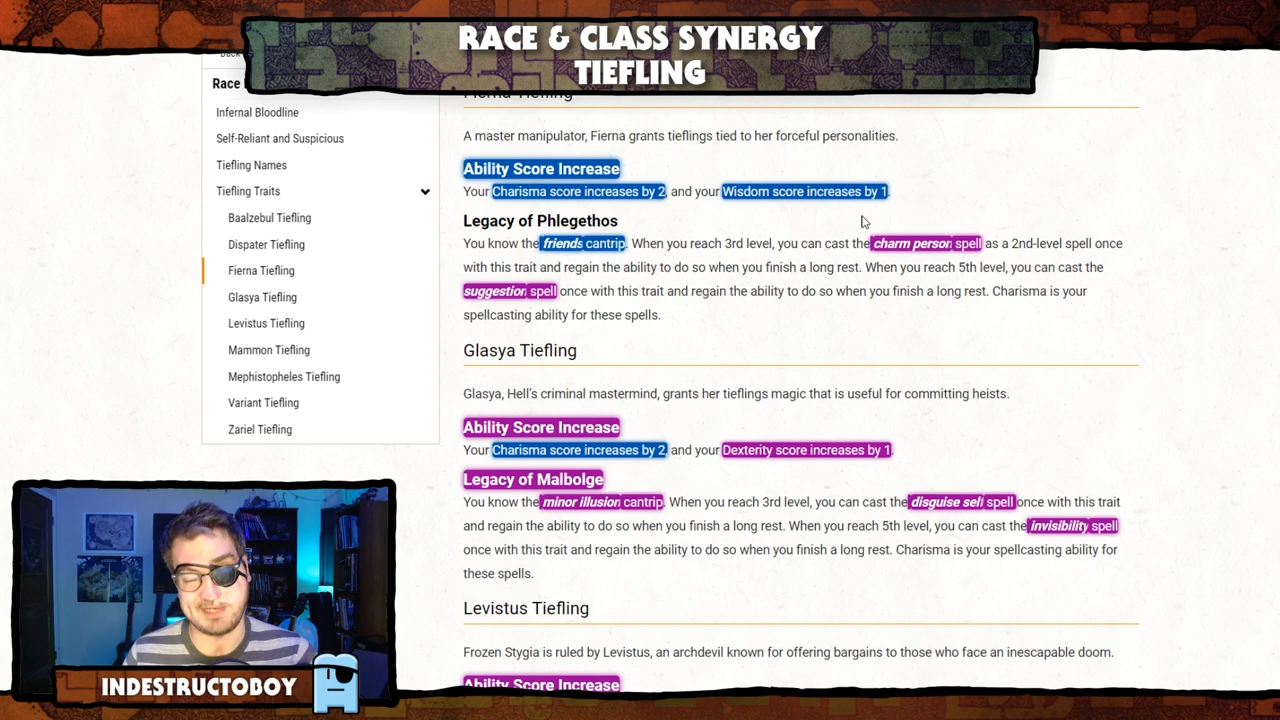 RACE & CLASS SYNERGY
TIEFLING
Race
Infernal Bloodline
Self-Reliant and Suspicious
Tiefling Names
Tiefling Traits
Baalzebul Tiefling
Dispater Tiefling
Fierna Tiefling
Glasya Tiefling
Levistus Tiefling
Mammon Tiefling
Mephistopheles Tiefling
Variant Tiefling
Zariel Tiefling
Fierna Tiefling
A master manipulator, Fierna grants tieflings tied to her forceful personalities.
Ability Score Increase
Your Charisma score increases by 2, and your Wisdom score increases by 1.
Legacy of Phlegethos
You know the friends cantrip. When you reach 3rd level, you can cast the charm person spell as a 2nd-level spell once
with this trait and regain the ability to do so when you finish a long rest. When you reach 5th level, you can cast the
suggestion spell once with this trait and regain the ability to do so when you finish a long rest. Charisma is your
spellcasting ability for these spells.
Glasya Tiefling
Glasya, Hell's criminal mastermind, grants her tieflings magic that is useful for committing heists.
Ability Score Increase
Your Charisma score increases by 2, and your Dexterity score increases by 1.
Legacy of Malbolge
You know the minor illusion cantrip. When you reach 3rd level, you can cast the disguise self spell once with this trait
and regain the ability to do so when you finish a long rest. When you reach 5th level, you can cast the invisibility spell
once with this trait and regain the ability to do so when you finish a long rest. Charisma is your spellcasting ability for
these spells.
Levistus Tiefling
Frozen Stygia is ruled by Levistus, an archdevil known for offering bargains to those who face an inescapable doom.
Ability Score Increase
INDESTRUCTOBOY